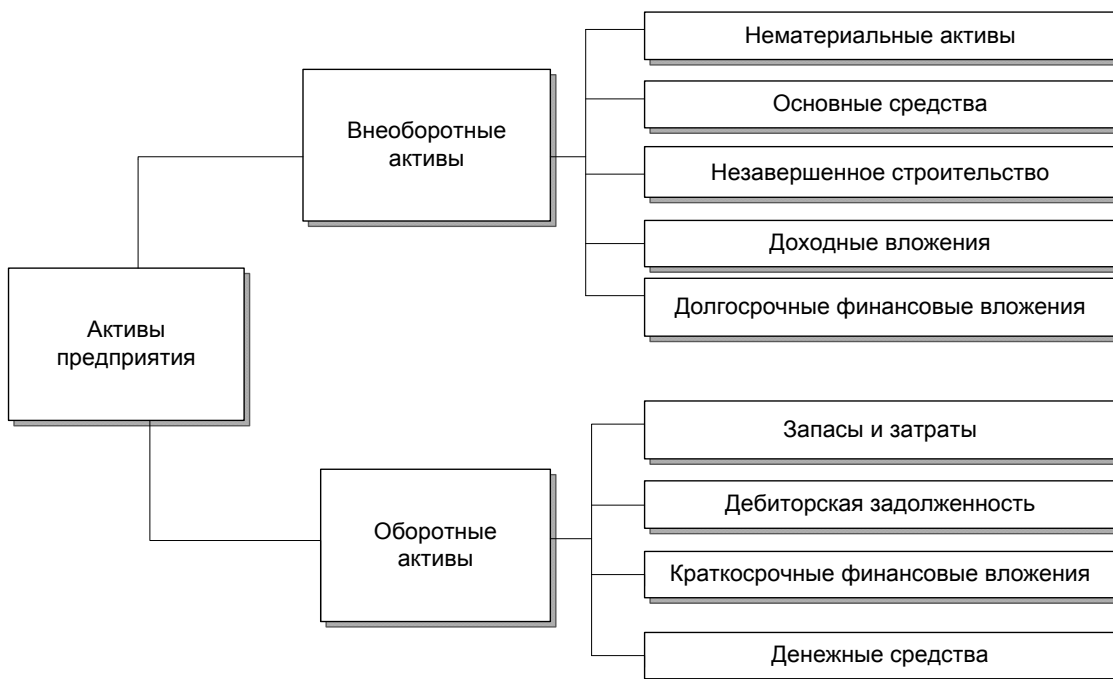 Нематериальные активы
Основные средства
Внеоборотные
активы
Незавершенное строительство
Доходные вложения
Долгосрочные финансовые вложения
Активы
предприятия
Запасы и затраты
Дебиторская задолженность
Оборотные
активы
Краткосрочные финансовые вложения
Денежные средства